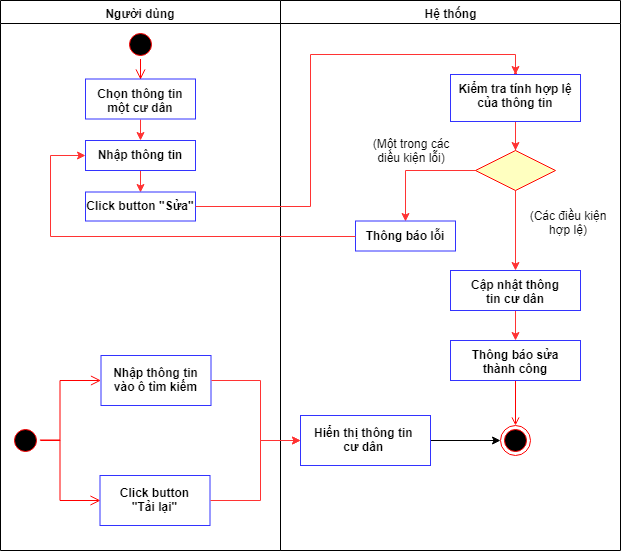 Người dùng
Hệ thống
Chọn thông tin
một cư dân
Nhập thông tin
Click button "Sửa"
Kiểm tra tính hợp lệ
của thông tin
(Một trong các
điều kiện lỗi)
Thông báo lỗi
(Các điều kiện
hợp lệ)
Cập nhật thông
tin cư dân
Thông báo sửa
thành công
Nhập thông tin
vào ô tìm kiếm
Hiển thị thông tin
cư dân
Click button
"Tải lại"